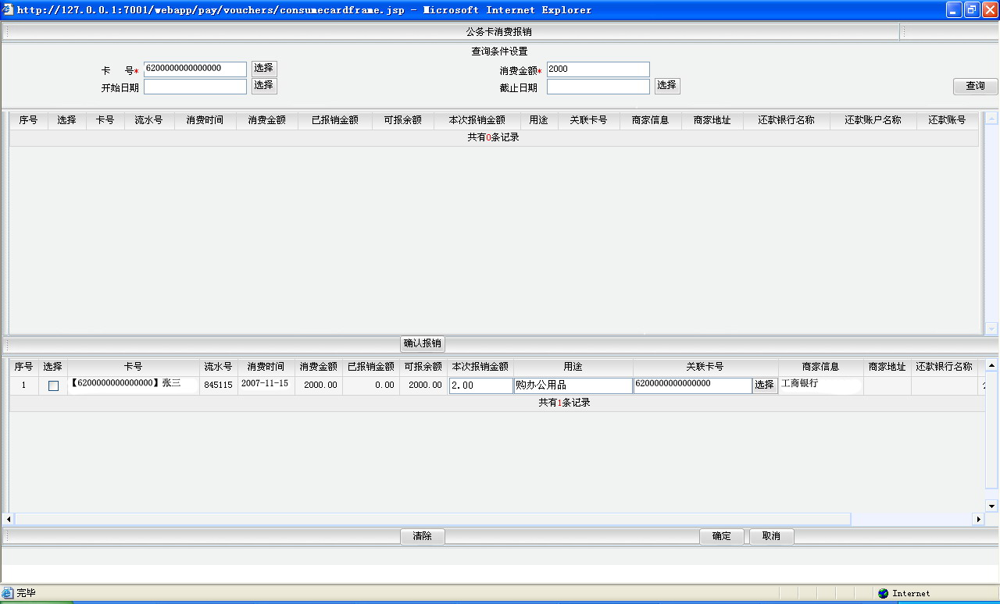 http://127.0.0.1:7001/webapp/pay/vouchers/consumecardframe.jsp - Microsoft Internet Explorer
公务卡消费报销
查询条件设置
卡 号* 6200000000000000 选择 消费金额* 2000
开始日期 选择 截止日期 选择 查询
序号 选择 卡号 流水号 消费时间 消费金额 已报销金额 可报余额 本次报销金额 用途 关联卡号 商家信息 商家地址 还款银行名称 还款账户名称 还款账号
共有0条记录
确认报销
序号 选择 卡号 流水号 消费时间 消费金额 已报销金额 可报余额 本次报销金额 用途 关联卡号 商家信息 商家地址 还款银行名称
1 【6200000000000000】张三 845115 2007-11-15 2000.00 0.00 2000.00 2.00 购办公用品 6200000000000000 选择 工商银行
共有1条记录
清除 确定 取消
完毕 Internet